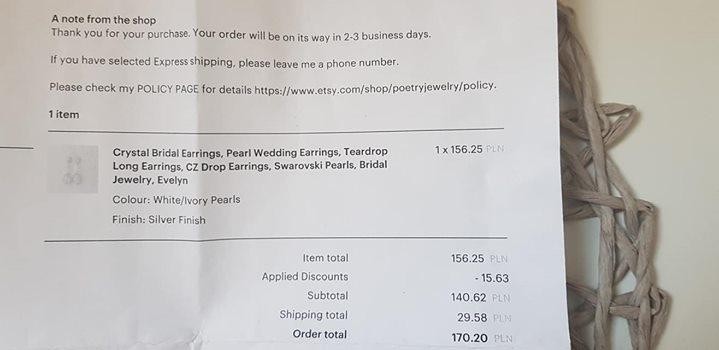 A note from the shop
Thank you for your purchase. Your order will be on its way in 2-3 business days.
If you have selected Express shipping, please leave me a phone number.
Please check my POLICY PAGE for details https://www.etsy.com/shop/poetryjewelry/policy.
1 item
Crystal Bridal Earrings, Pearl Wedding Earrings, Teardrop 1 x 156.25 PLN
Long Earrings, CZ Drop Earrings, Swarovski Pearls, Bridal
Jewelry, Evelyn
Colour: White/Ivory Pearls
Finish: Silver Finish
Item total 156.25 PLN
Applied Discounts - 15.63
Subtotal 140.62 PLN
Shipping total 29.58 PLN
Order total 170.20 PLN